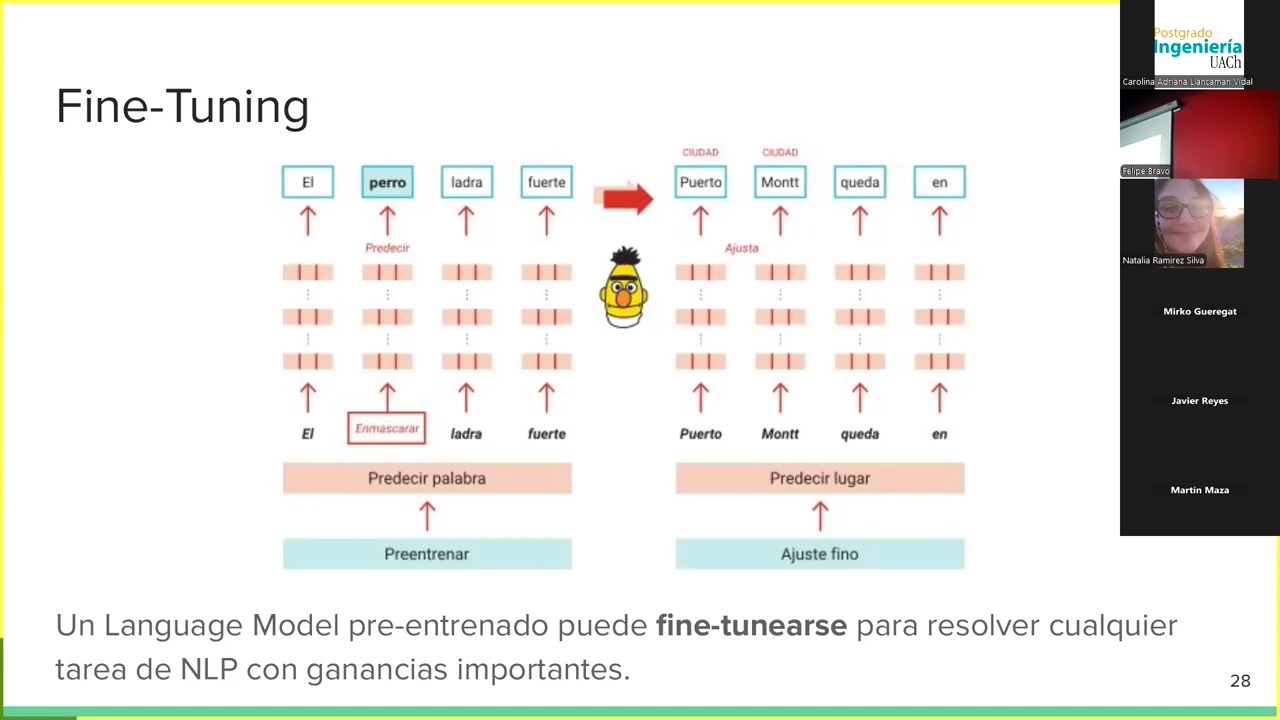 Fine-Tuning
CIUDAD CIUDAD
El perro ladra fuerte Puerto Montt queda en
Predecir Ajusta
El Enmascarar ladra fuerte Puerto Montt queda en
Predecir palabra Predecir lugar
Preentrenar Ajuste fino
Un Language Model pre-entrenado puede fine-tunearse para resolver cualquier
tarea de NLP con ganancias importantes.
28
Postgrado
Ingeniería
UACh
Carolina Adriana Llancaman Vidal
Felipe Bravo
Natalia Ramirez Silva
Mirko Gueregat
Javier Reyes
Martín Maza